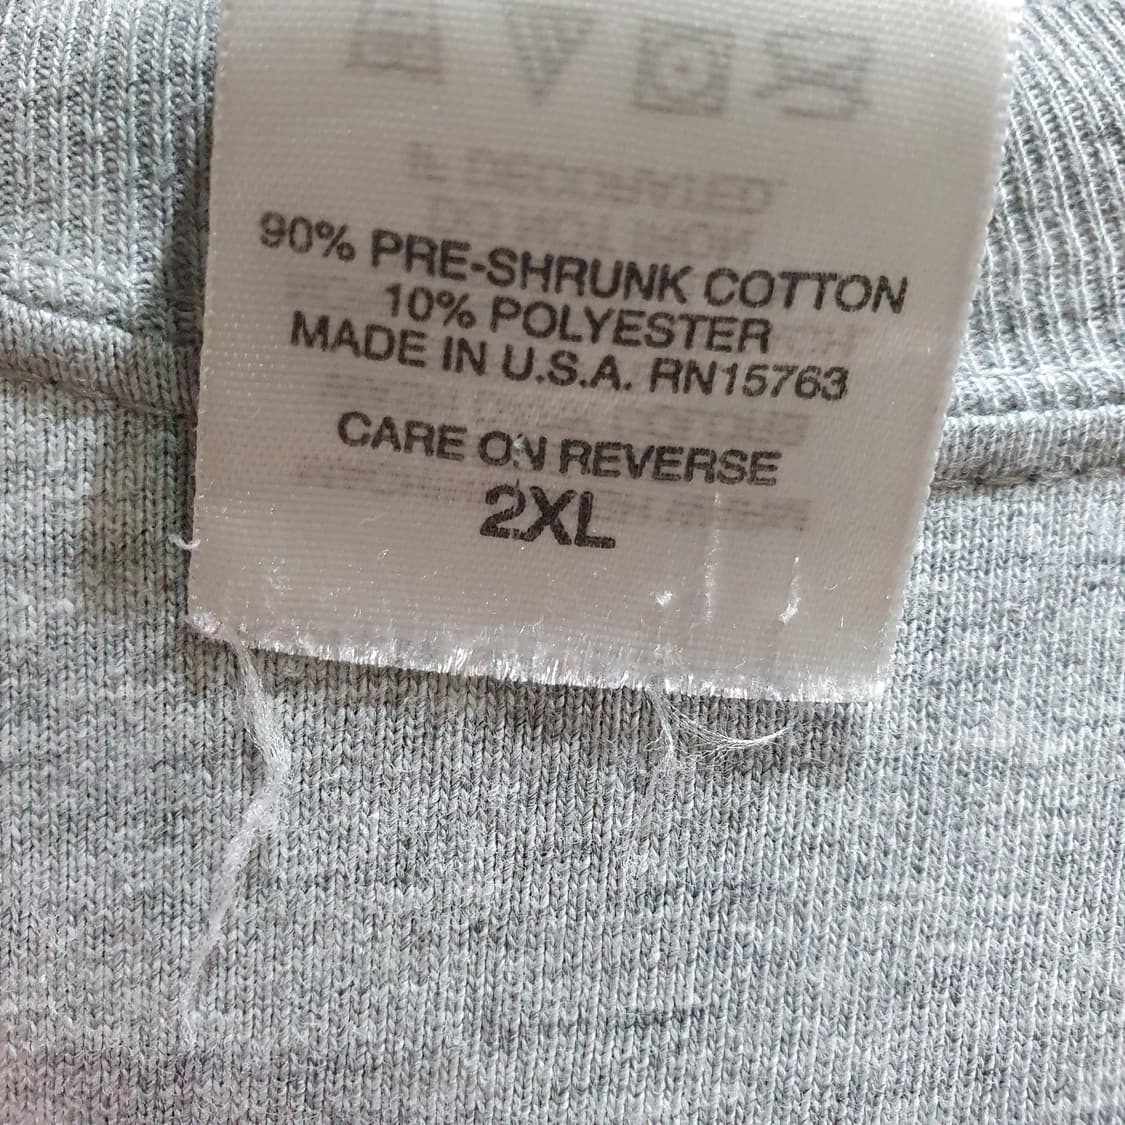 90% PRE-SHRUNK COTTON
10% POLYESTER
MADE IN U.S.A. RN15763
CARE ON REVERSE
2XL